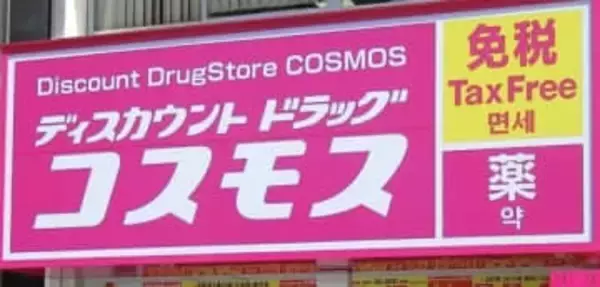 Discount DrugStore COSMOS
ディスカウント ドラッグ
コスモス
免税
Tax Free
면세
薬
약